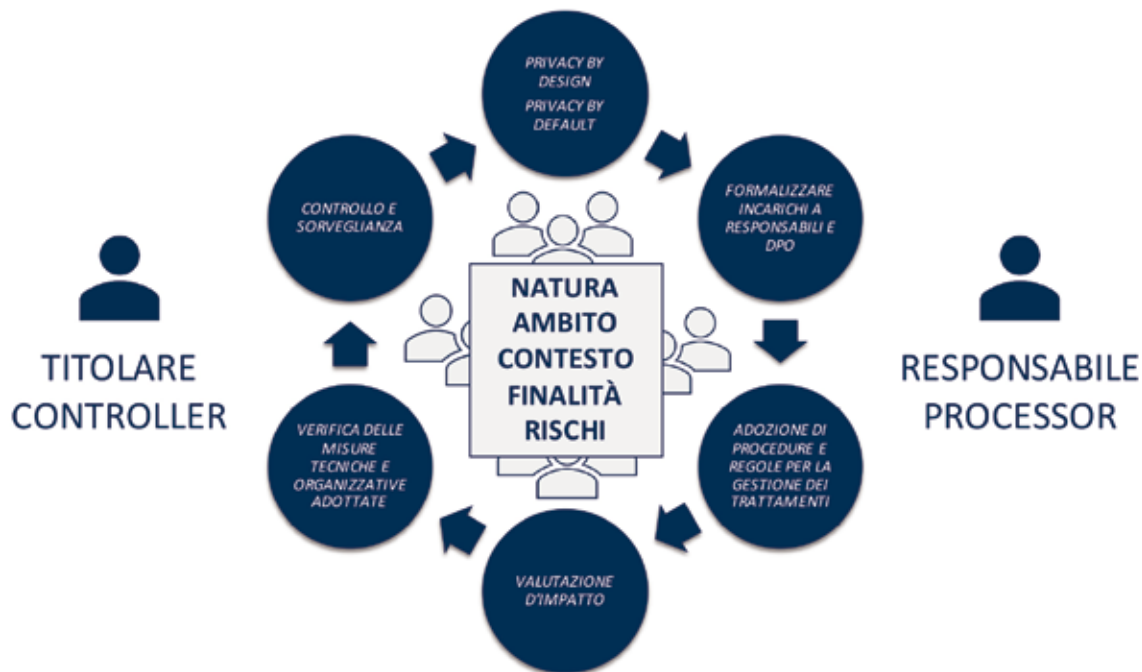 PRIVACY BY
DESIGN
PRIVACY BY
DEFAULT
FORMALIZZARE
INCARICHI A
RESPONSABILI E
DPO
ADOZIONE DI
PROCEDURE E
REGOLE PER LA
GESTIONE DEI
TRATTAMENTI
VALUTAZIONE
D'IMPATTO
VERIFICA DELLE
MISURE
TECNICHE E
ORGANIZZATIVE
ADOTTATE
CONTROLLO E
SORVEGLIANZA
NATURA
AMBITO
CONTESTO
FINALITÀ
RISCHI
TITOLARE
CONTROLLER
RESPONSABILE
PROCESSOR